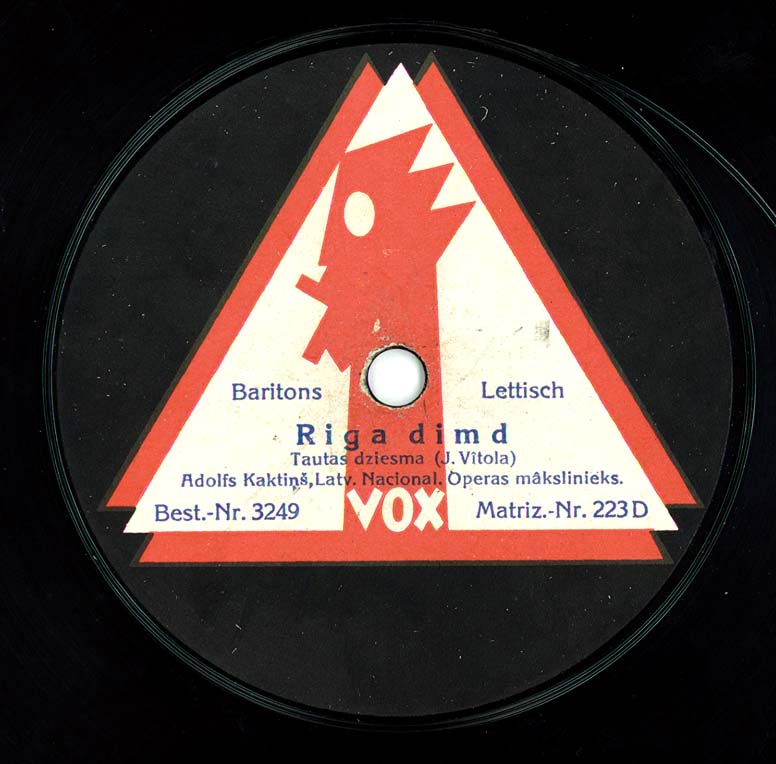 Baritons Lettisch
Riga dimd
Tautas dziesma (J. Vîtola)
Adolfs Kaktiņš, Latv. Nacional. Operas mâkslinieks.
Best.-Nr. 3249 VOX Matriz.-Nr. 223 D